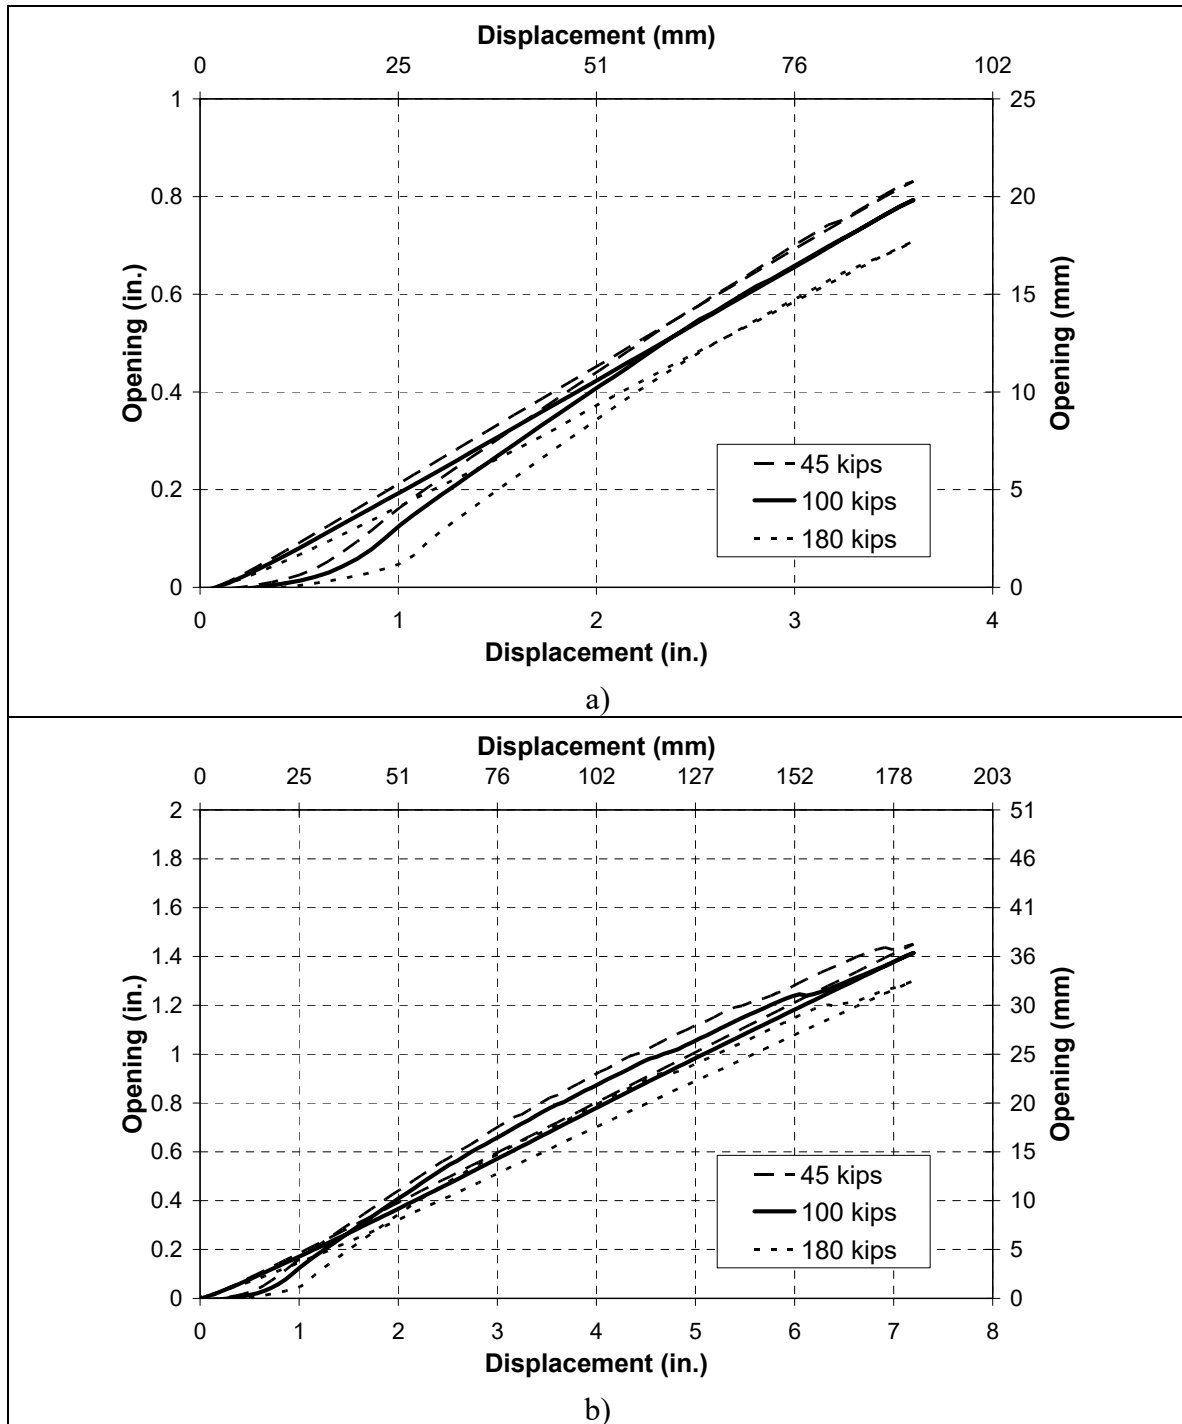 Displacement (mm)
0 25 51 76 102
1 25
0.8 20
0.6 15
0.4 10
0.2 5
0 0
Opening (in.)
Opening (mm)
45 kips
100 kips
180 kips
0 1 2 3 4
Displacement (in.)
a)
Displacement (mm)
0 25 51 76 102 127 152 178 203
2 51
1.8 46
1.6 41
1.4 36
1.2 30
1 25
0.8 20
0.6 15
0.4 10
0.2 5
0 0
Opening (in.)
Opening (mm)
45 kips
100 kips
180 kips
0 1 2 3 4 5 6 7 8
Displacement (in.)
b)